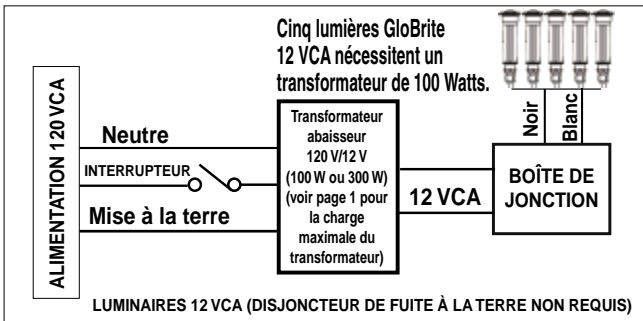 Cinq lumières GloBrite
12 VCA nécessitent un
transformateur de 100 Watts.
ALIMENTATION 120 VCA
Neutre
INTERRUPTEUR
Mise à la terre
Transformateur
abaisseur
120 V/12 V
(100 W ou 300 W)
(voir page 1 pour
la charge
maximale du
transformateur)
12 VCA
Noir
Blanc
BOÎTE DE
JONCTION
LUMINAIRES 12 VCA (DISJONCTEUR DE FUITE À LA TERRE NON REQUIS)